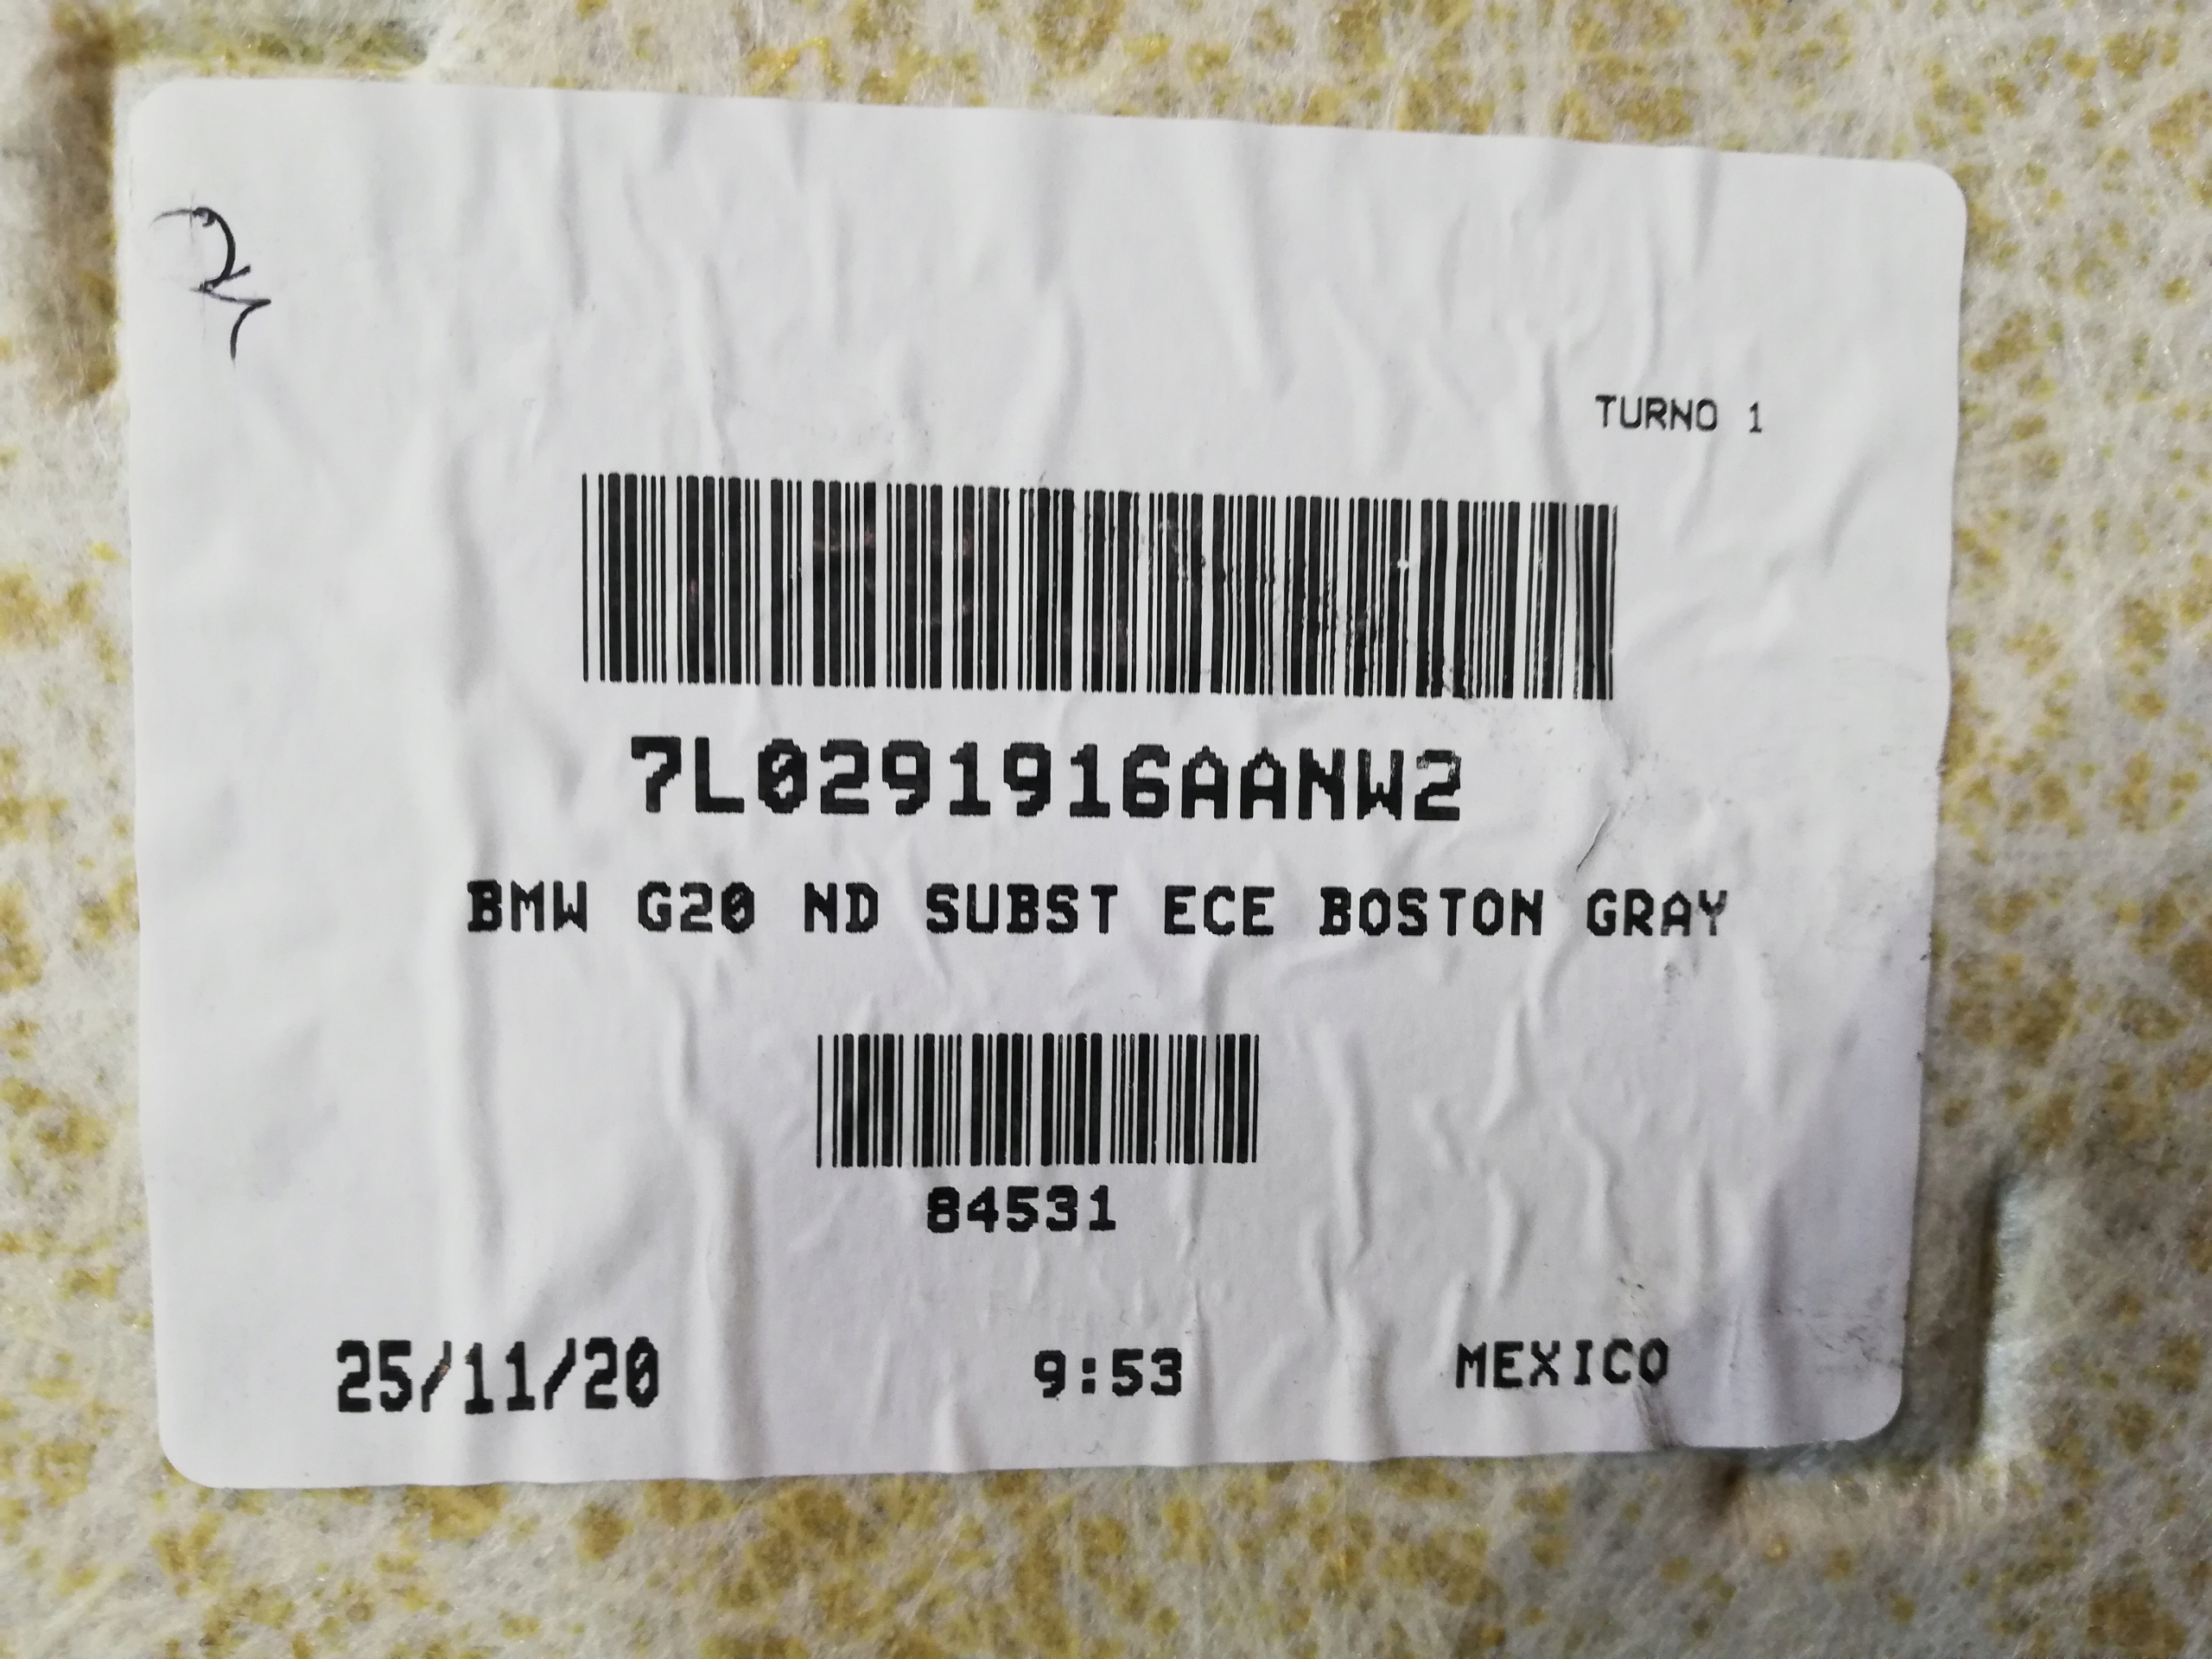 TURNO 1
7L0291916AANW2
BMW G20 ND SUBST ECE BOSTON GRAY
84531
25/11/20 9:53 MEXICO